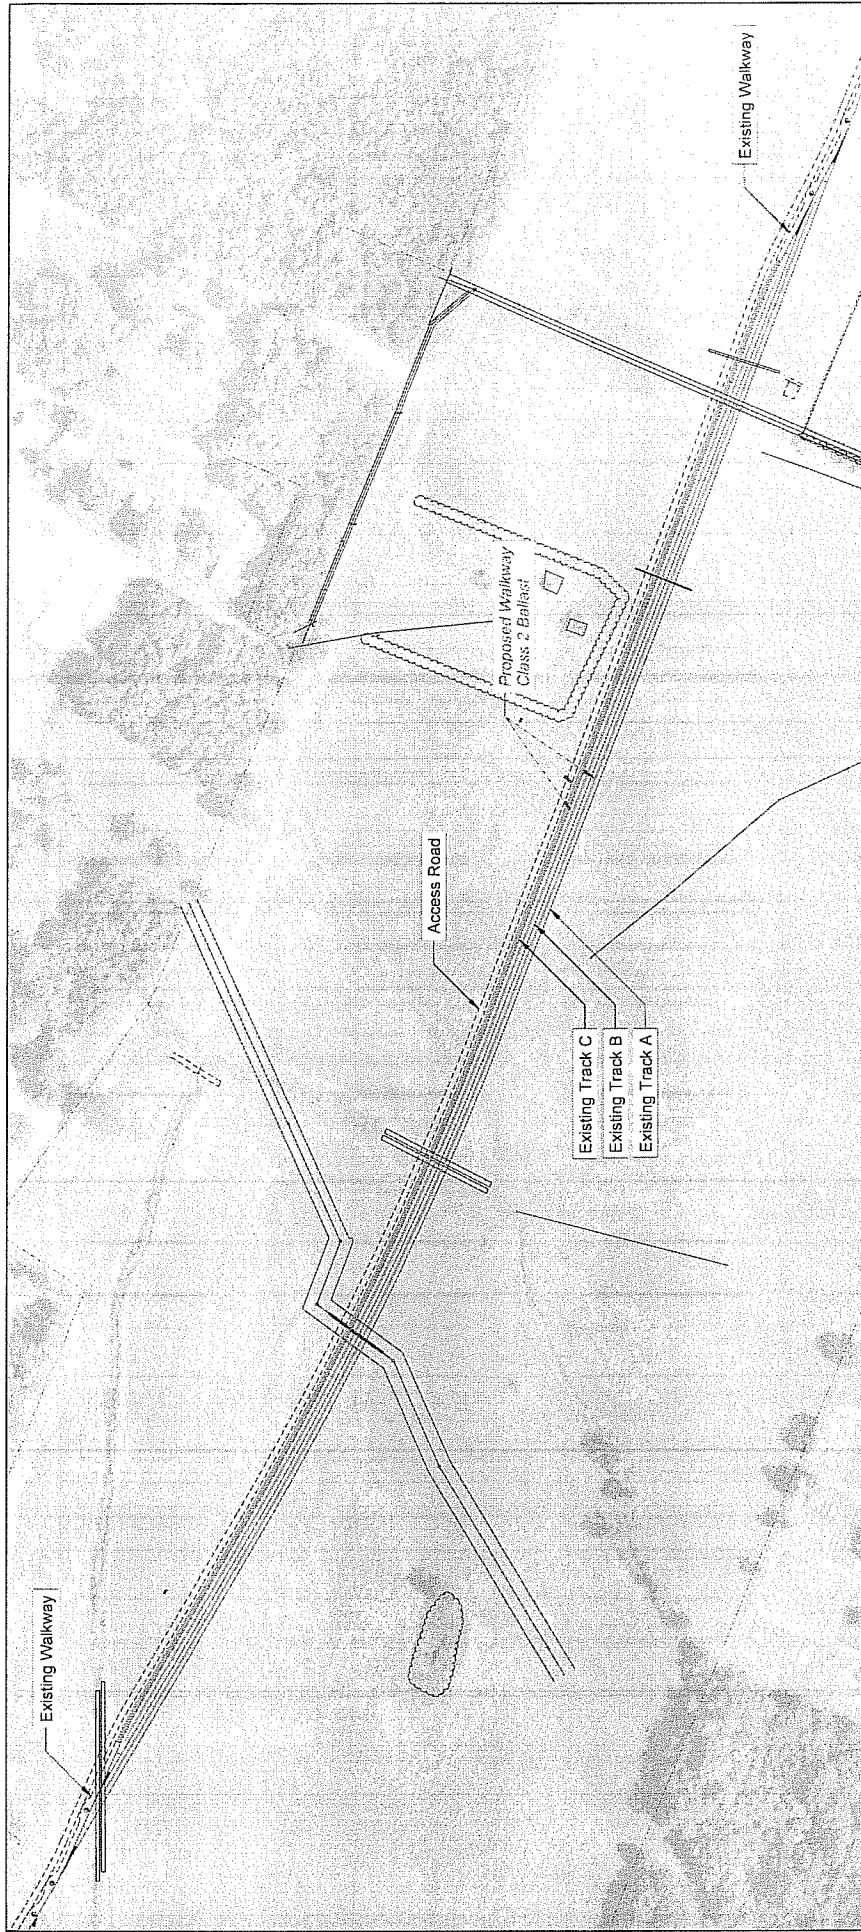 Existing Walkway
Access Road
Proposed Walkway
Class 2 Ballast
Existing Walkway
Existing Track C
Existing Track B
Existing Track A